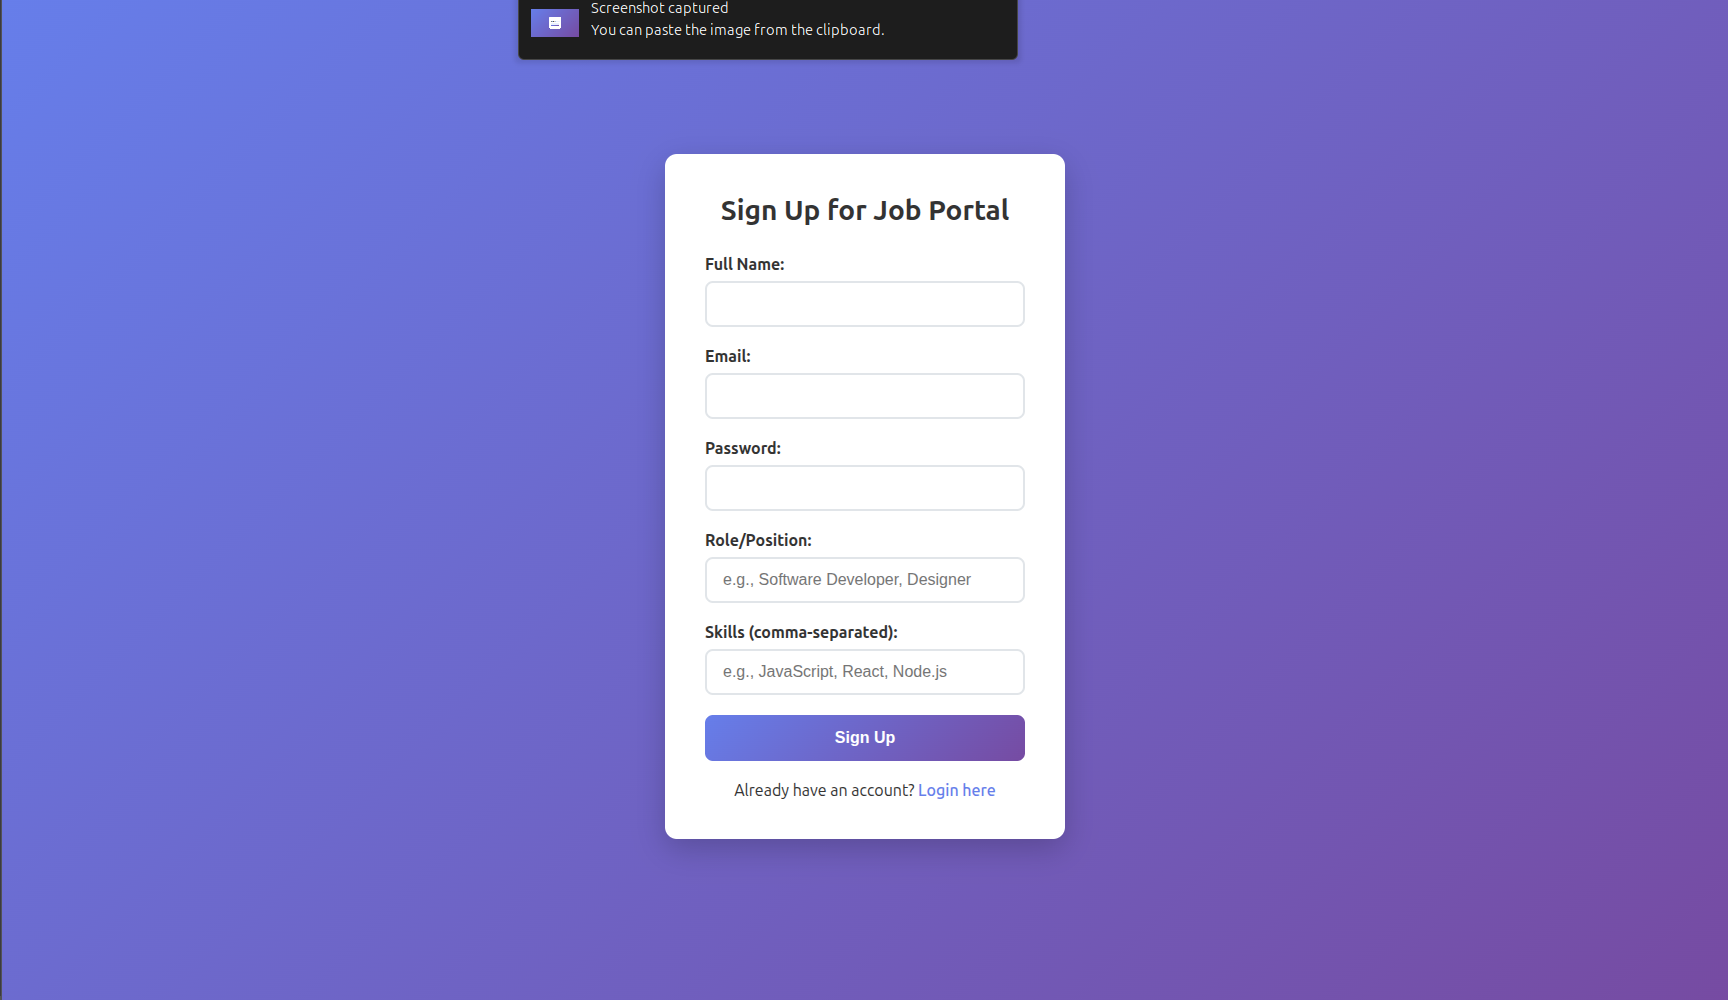 Screenshot captured
You can paste the image from the clipboard.
Sign Up for Job Portal
Full Name:
Email:
Password:
Role/Position:
e.g., Software Developer, Designer
Skills (comma-separated):
e.g., JavaScript, React, Node.js
Sign Up
Already have an account? Login here